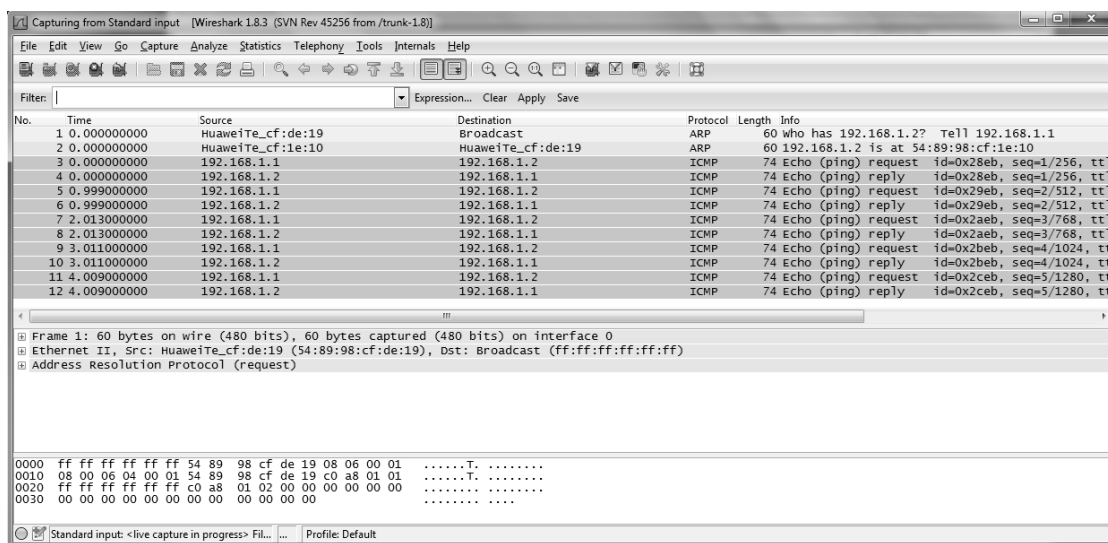 Capturing from Standard input [Wireshark 1.8.3 (SVN Rev 45256 from /trunk-1.8)]
File Edit View Go Capture Analyze Statistics Telephony Tools Internals Help
Filter: Expression... Clear Apply Save
No. Time Source Destination Protocol Length Info
1 0.000000000 HuaweiTe_cf:de:19 Broadcast ARP 60 Who has 192.168.1.2? Tell 192.168.1.1
2 0.000000000 HuaweiTe_cf:1e:10 HuaweiTe_cf:de:19 ARP 60 192.168.1.2 is at 54:89:98:cf:1e:10
3 0.000000000 192.168.1.1 192.168.1.2 ICMP 74 Echo (ping) request id=0x28eb, seq=1/256, tt
4 0.000000000 192.168.1.2 192.168.1.1 ICMP 74 Echo (ping) reply id=0x28eb, seq=1/256, tt
5 0.999000000 192.168.1.1 192.168.1.2 ICMP 74 Echo (ping) request id=0x29eb, seq=2/512, tt
6 0.999000000 192.168.1.2 192.168.1.1 ICMP 74 Echo (ping) reply id=0x29eb, seq=2/512, tt
7 2.013000000 192.168.1.1 192.168.1.2 ICMP 74 Echo (ping) request id=0x2aeb, seq=3/768, tt
8 2.013000000 192.168.1.2 192.168.1.1 ICMP 74 Echo (ping) reply id=0x2aeb, seq=3/768, tt
9 3.011000000 192.168.1.1 192.168.1.2 ICMP 74 Echo (ping) request id=0x2beb, seq=4/1024, tt
10 3.011000000 192.168.1.2 192.168.1.1 ICMP 74 Echo (ping) reply id=0x2beb, seq=4/1024, tt
11 4.009000000 192.168.1.1 192.168.1.2 ICMP 74 Echo (ping) request id=0x2ceb, seq=5/1280, tt
12 4.009000000 192.168.1.2 192.168.1.1 ICMP 74 Echo (ping) reply id=0x2ceb, seq=5/1280, tt
Frame 1: 60 bytes on wire (480 bits), 60 bytes captured (480 bits) on interface 0
Ethernet II, Src: HuaweiTe_cf:de:19 (54:89:98:cf:de:19), Dst: Broadcast (ff:ff:ff:ff:ff:ff)
Address Resolution Protocol (request)
0000 ff ff ff ff ff ff 54 89 98 cf de 19 08 06 00 01 ......T. ........
0010 08 00 06 04 00 01 54 89 98 cf de 19 c0 a8 01 01 ......T. ........
0020 ff ff ff ff ff ff c0 a8 01 02 00 00 00 00 00 00 ........ ........
0030 00 00 00 00 00 00 00 00 00 00 00 00 ........ ....
Standard input: <live capture in progress> Fil... ... Profile: Default